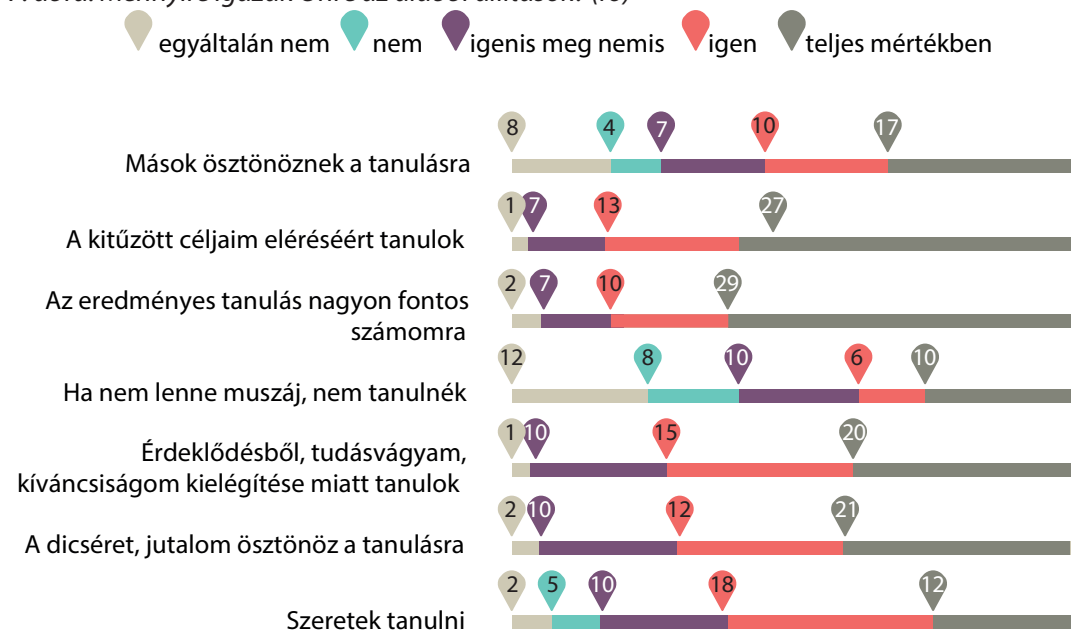 egyáltalán nem nem igenis meg nemis igen teljes mértékben
8 4 7 10 17
Mások ösztönöznek a tanulásra
1 7 13 27
A kitűzött céljaim eléréséért tanulok
2 7 10 29
Az eredményes tanulás nagyon fontos
számomra
12 8 10 6 10
Ha nem lenne muszáj, nem tanulnék
1 10 15 20
Érdeklődésből, tudásvágyam,
kíváncsiságom kielégítése miatt tanulok
2 10 12 21
A dicséret, jutalom ösztönöz a tanulásra
2 5 10 18 12
Szeretek tanulni